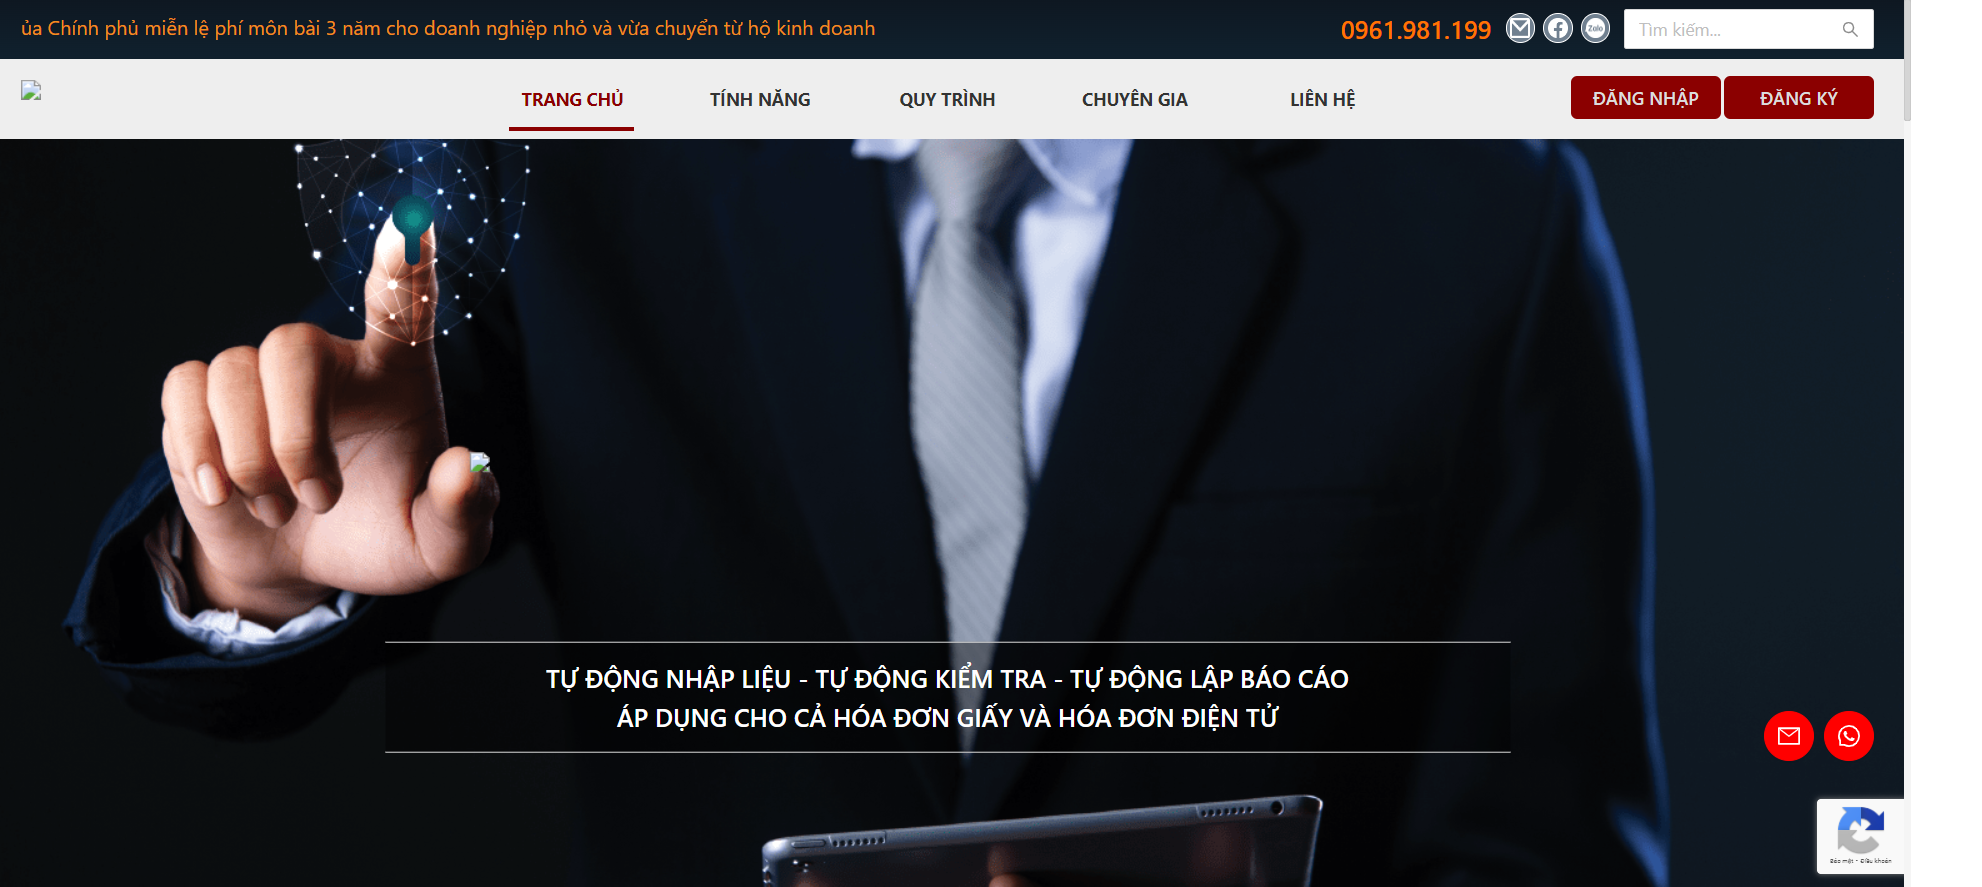 ủa Chính phủ miễn lệ phí môn bài 3 năm cho doanh nghiệp nhỏ và vừa chuyển từ hộ kinh doanh
0961.981.199
Zalo
Tìm kiếm...
TRANG CHỦ
TÍNH NĂNG
QUY TRÌNH
CHUYÊN GIA
LIÊN HỆ
ĐĂNG NHẬP
ĐĂNG KÝ
TỰ ĐỘNG NHẬP LIỆU - TỰ ĐỘNG KIỂM TRA - TỰ ĐỘNG LẬP BÁO CÁO
ÁP DỤNG CHO CẢ HÓA ĐƠN GIẤY VÀ HÓA ĐƠN ĐIỆN TỬ
Bảo mật - Điều khoản